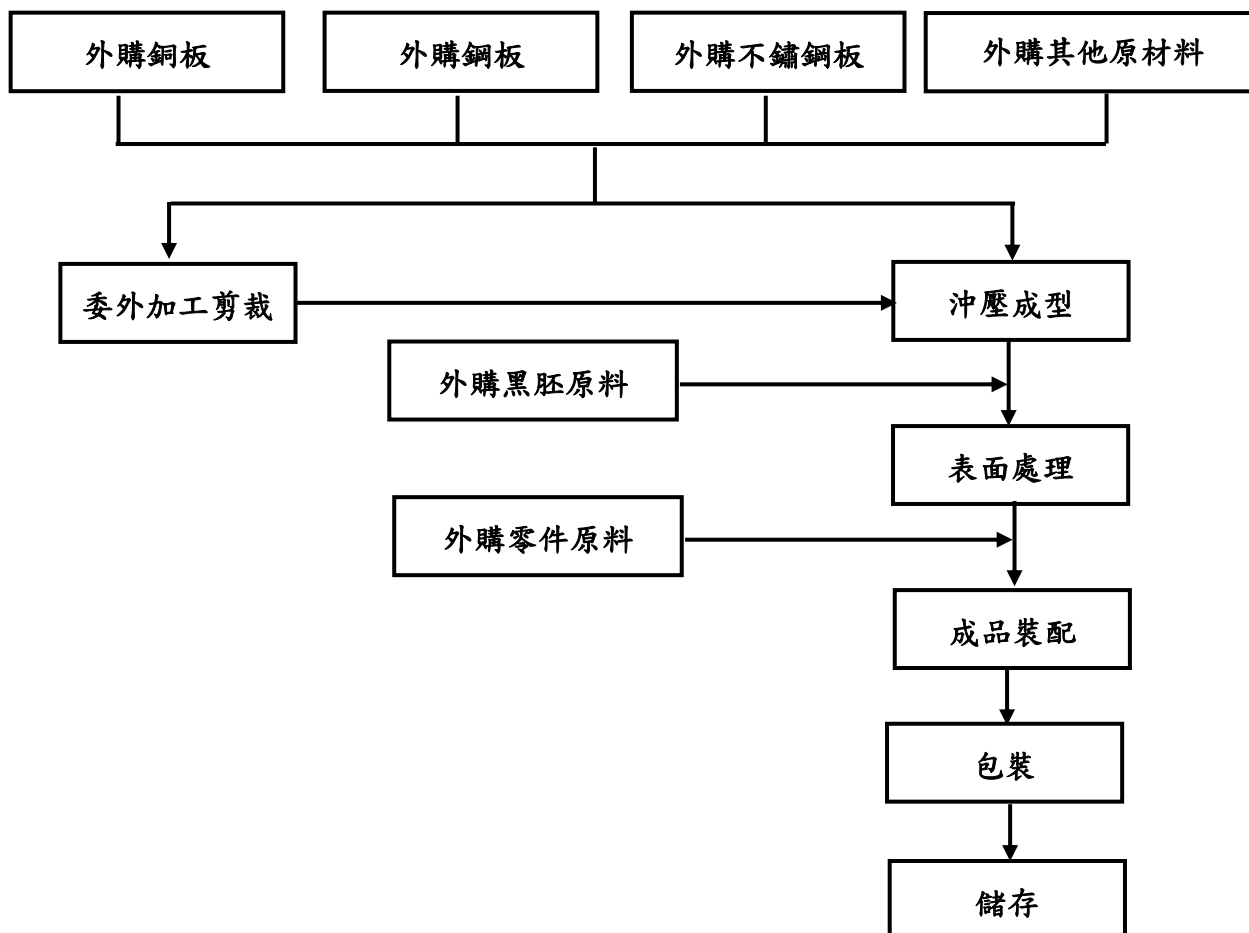 外購銅板
外購鋼板
外購不鏽鋼板
外購其他原材料
委外加工剪裁
沖壓成型
外購黑胚原料
表面處理
外購零件原料
成品裝配
包裝
儲存